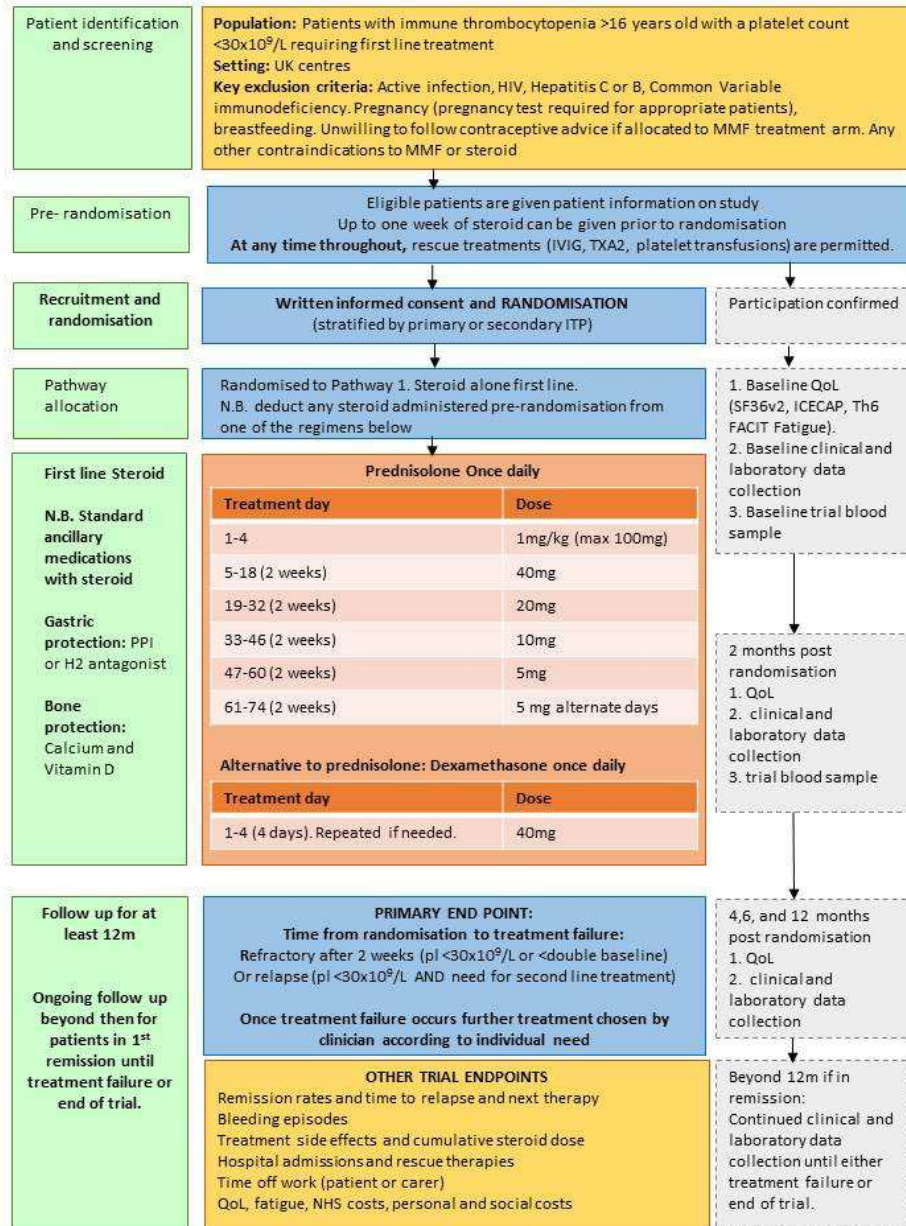 Patient identification
and screening
Population: Patients with immune thrombocytopenia >16 years old with a platelet count
<30x10⁹/L requiring first line treatment
Setting: UK centres
Key exclusion criteria: Active infection, HIV, Hepatitis C or B, Common Variable
immunodeficiency. Pregnancy (pregnancy test required for appropriate patients),
breastfeeding. Unwilling to follow contraceptive advice if allocated to MMF treatment arm. Any
other contraindications to MMF or steroid
Pre- randomisation
Eligible patients are given patient information on study
Up to one week of steroid can be given prior to randomisation
At any time throughout, rescue treatments (IVIG, TXA2, platelet transfusions) are permitted.
Recruitment and
randomisation
Written informed consent and RANDOMISATION
(stratified by primary or secondary ITP)
Participation confirmed
Pathway
allocation
Randomised to Pathway 1. Steroid alone first line.
N.B. deduct any steroid administered pre-randomisation from
one of the regimens below
1. Baseline QoL
(SF36v2, ICECAP, Th6
FACIT Fatigue).
2. Baseline clinical and
laboratory data
collection
3. Baseline trial blood
sample
First line Steroid
N.B. Standard
ancillary
medications
with steroid
Gastric
protection: PPI
or H2 antagonist
Bone
protection:
Calcium and
Vitamin D
Prednisolone Once daily
Treatment day Dose
1-4 1mg/kg (max 100mg)
5-18 (2 weeks) 40mg
19-32 (2 weeks) 20mg
33-46 (2 weeks) 10mg
47-60 (2 weeks) 5mg
61-74 (2 weeks) 5 mg alternate days
Alternative to prednisolone: Dexamethasone once daily
Treatment day Dose
1-4 (4 days). Repeated if needed. 40mg
2 months post
randomisation
1. QoL
2. clinical and
laboratory data
collection
3. trial blood sample
Follow up for at
least 12m
Ongoing follow up
beyond then for
patients in 1st
remission until
treatment failure or
end of trial.
PRIMARY END POINT:
Time from randomisation to treatment failure:
Refractory after 2 weeks (pl <30x10⁹/L or <double baseline)
Or relapse (pl <30x10⁹/L AND need for second line treatment)
Once treatment failure occurs further treatment chosen by
clinician according to individual need
4,6, and 12 months
post randomisation
1. QoL
2. clinical and
laboratory data
collection
OTHER TRIAL ENDPOINTS
Remission rates and time to relapse and next therapy
Bleeding episodes
Treatment side effects and cumulative steroid dose
Hospital admissions and rescue therapies
Time off work (patient or carer)
QoL, fatigue, NHS costs, personal and social costs
Beyond 12m if in
remission:
Continued clinical and
laboratory data
collection until either
treatment failure or
end of trial.